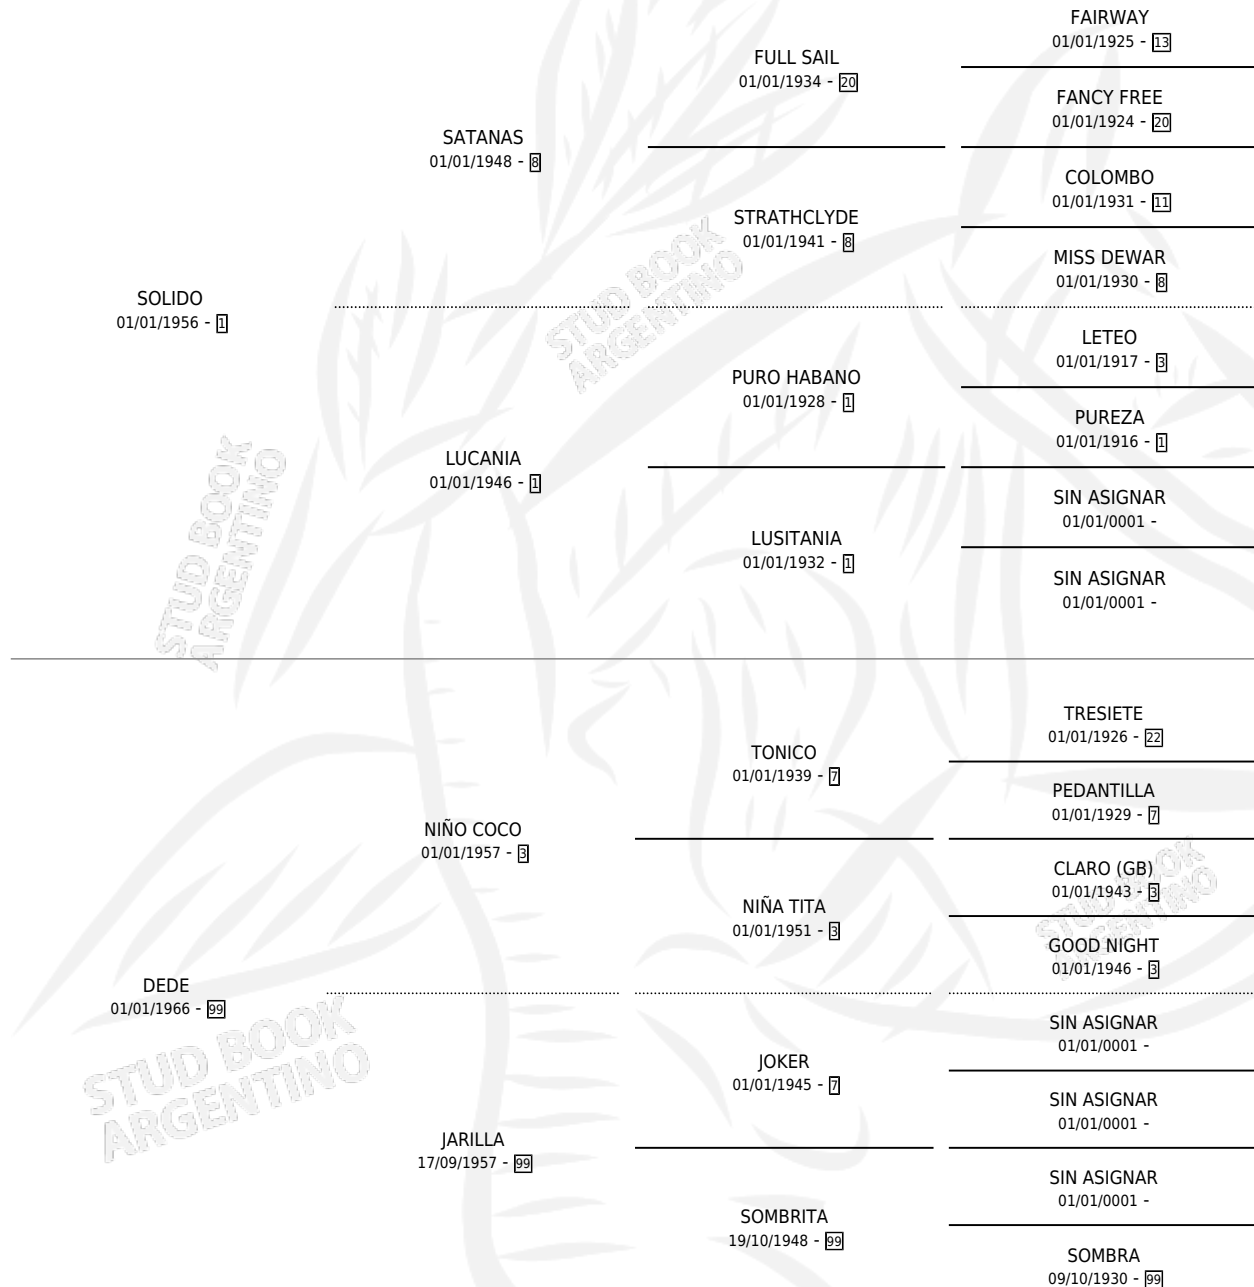 FAIRWAY
01/01/1925 - 13
FULL SAIL
01/01/1934 - 20
FANCY FREE
01/01/1924 - 20
SATANAS
01/01/1948 - 8
COLOMBO
01/01/1931 - 11
STRATHCLYDE
01/01/1941 - 8
MISS DEWAR
01/01/1930 - 8
SOLIDO
01/01/1956 - 1
LETEO
01/01/1917 - 3
PURO HABANO
01/01/1928 - 1
PUREZA
01/01/1916 - 1
LUCANIA
01/01/1946 - 1
SIN ASIGNAR
01/01/0001 -
LUSITANIA
01/01/1932 - 1
SIN ASIGNAR
01/01/0001 -
STUD BOOK
ARGENTINO
STUD BOOK
ARGENTINO
TRESIETE
01/01/1926 - 22
TONICO
01/01/1939 - 7
PEDANTILLA
01/01/1929 - 7
NIÑO COCO
01/01/1957 - 3
CLARO (GB)
01/01/1943 - 3
NIÑA TITA
01/01/1951 - 3
GOOD NIGHT
01/01/1946 - 3
STUD BOOK
ARGENTINO
DEDE
01/01/1966 - 99
SIN ASIGNAR
01/01/0001 -
JOKER
01/01/1945 - 7
SIN ASIGNAR
01/01/0001 -
STUD BOOK
ARGENTINO
JARILLA
17/09/1957 - 99
SIN ASIGNAR
01/01/0001 -
SOMBRITA
19/10/1948 - 99
SOMBRA
09/10/1930 - 99